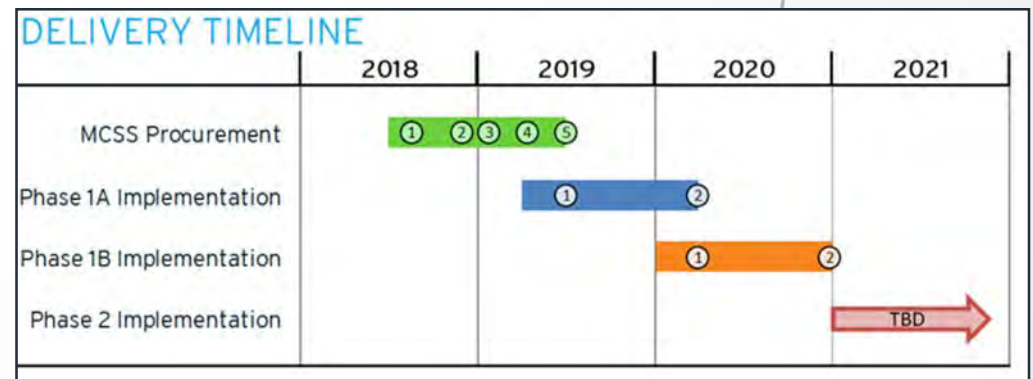 DELIVERY TIMELINE
2018 2019 2020 2021
MCSS Procurement 1 2 3 4 5
Phase 1A Implementation 1 2
Phase 1B Implementation 1 2
Phase 2 Implementation TBD